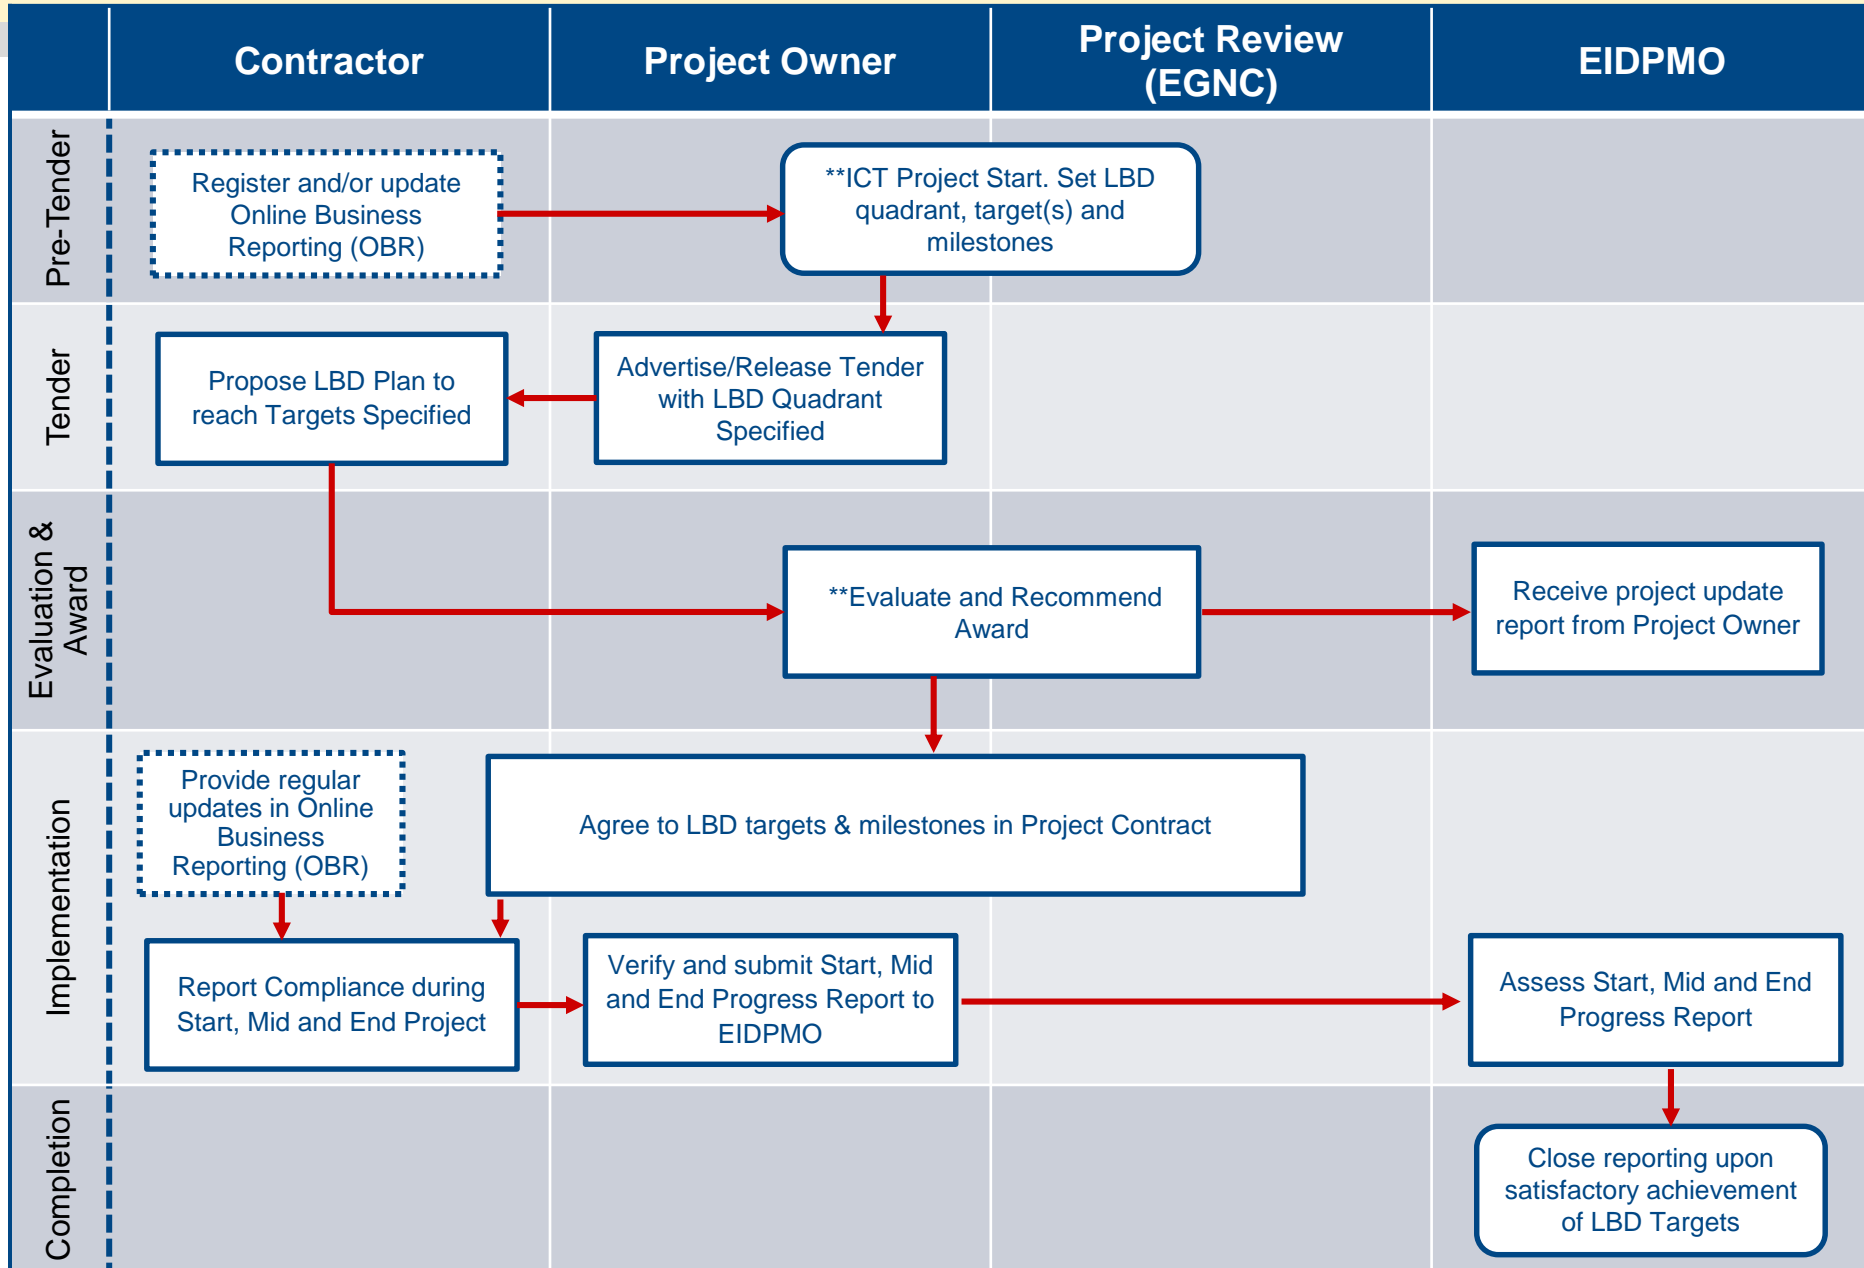 Contractor
Project Owner
Project Review
(EGNC)
EIDPMO
Pre-Tender
Register and/or update
Online Business
Reporting (OBR)
**ICT Project Start. Set LBD
quadrant, target(s) and
milestones
Tender
Propose LBD Plan to
reach Targets Specified
Advertise/Release Tender
with LBD Quadrant
Specified
Evaluation &
Award
**Evaluate and Recommend
Award
Receive project update
report from Project Owner
Implementation
Provide regular
updates in Online
Business
Reporting (OBR)
Agree to LBD targets & milestones in Project Contract
Report Compliance during
Start, Mid and End Project
Verify and submit Start, Mid
and End Progress Report to
EIDPMO
Assess Start, Mid and End
Progress Report
Completion
Close reporting upon
satisfactory achievement
of LBD Targets